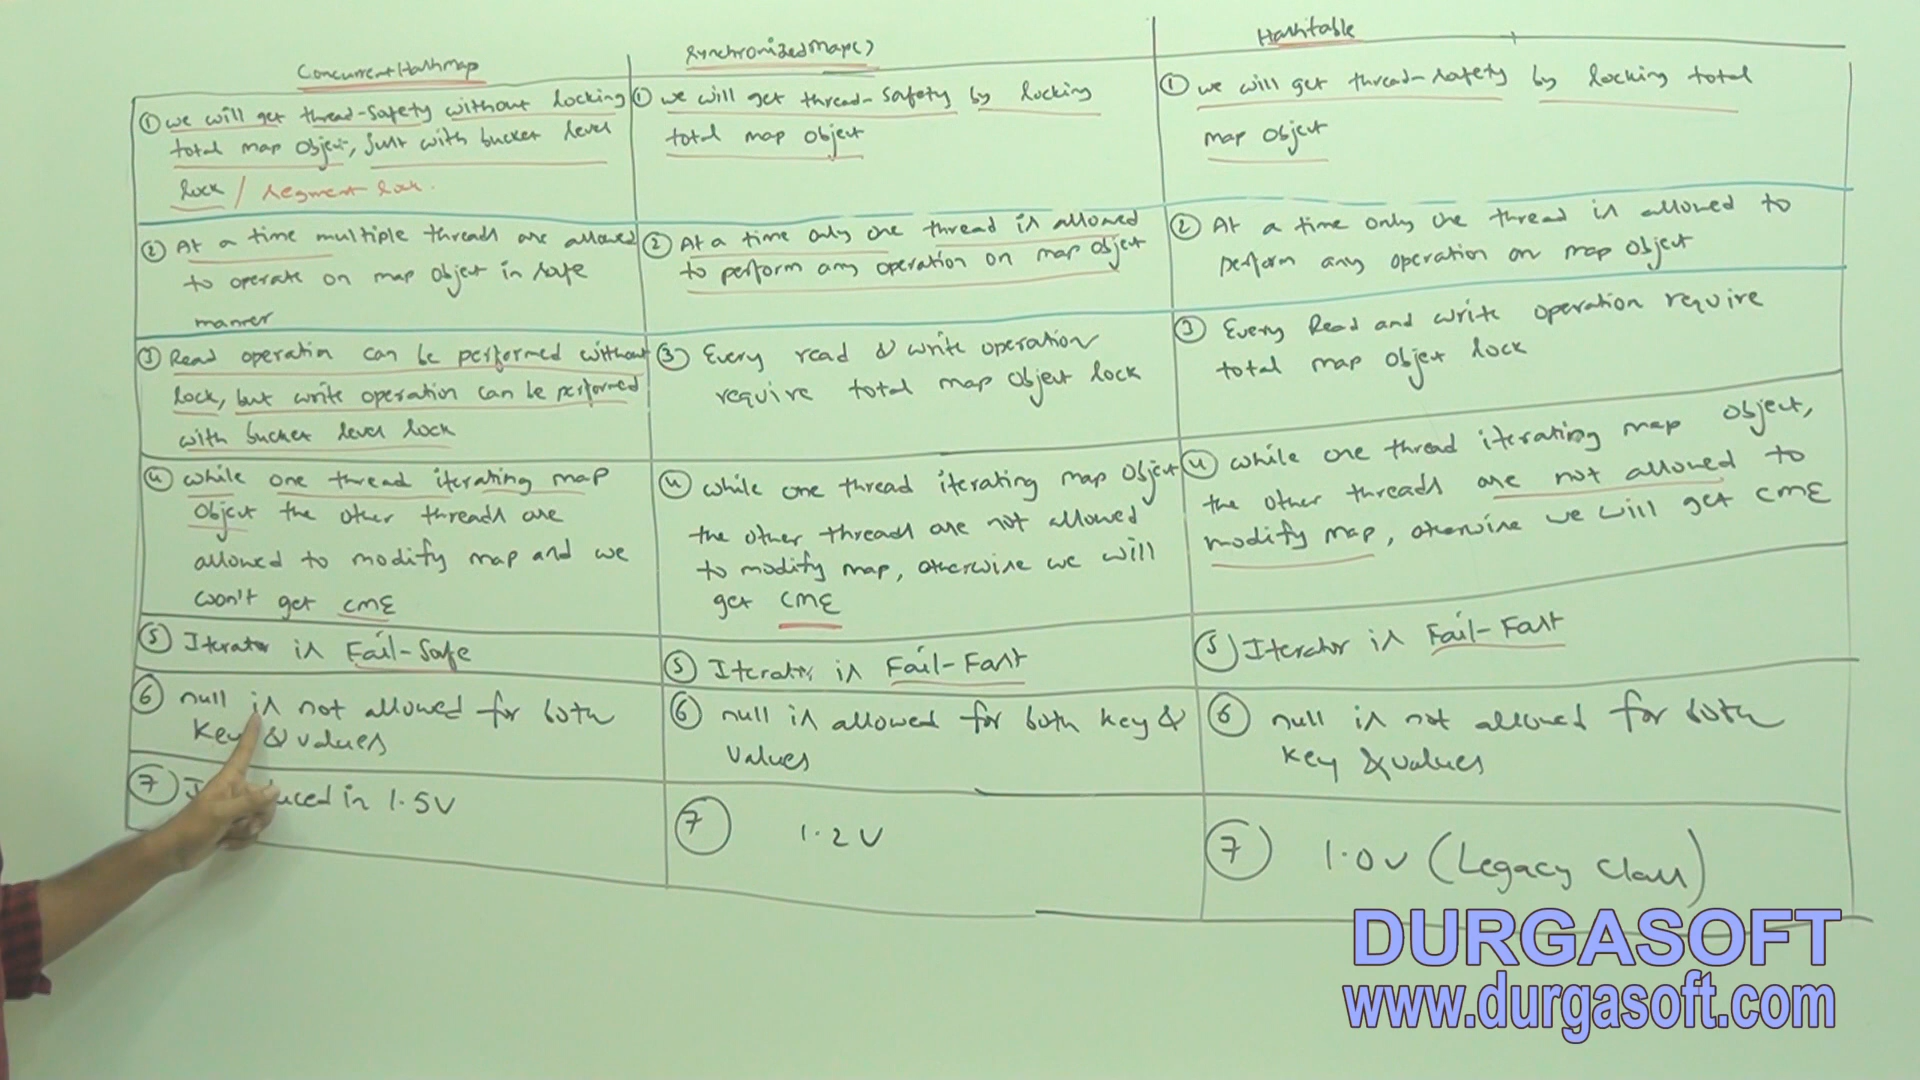 ConcurrentHashmap
① we will get thread-safety without locking
total map object, just with bucket level
lock / segment lock.
② At a time multiple threads are allowed
to operate on map object in safe
manner
③ Read operation can be performed without
lock, but write operation can be performed
with bucket level lock
④ while one thread iterating map
object the other threads are
allowed to modify map and we
won't get CME
⑤ Iterator is Fail-Safe
⑥ null is not allowed for both
Key & values
⑦ in 1.5V
SynchronizedMap()
① we will get thread-safety by locking
total map object
② At a time only one thread is allowed
to perform any operation on map object
③ Every read & write operation
require total map object lock
④ while one thread iterating map object
the other threads are not allowed
to modify map, otherwise we will
get CME
⑤ Iterator is Fail-Fast
⑥ null is allowed for both key &
values
⑦ 1.2V
Hashtable
① we will get thread-safety by locking total
map object
② At a time only one thread is allowed to
perform any operation on map object
③ Every Read and write operation require
total map object lock
④ while one thread iterating map object,
the other threads are not allowed to
modify map, otherwise we will get CME
⑤ Iterator is Fail-Fast
⑥ null is not allowed for both
key & values
⑦ 1.0V (Legacy Class)
DURGASOFT
www.durgasoft.com